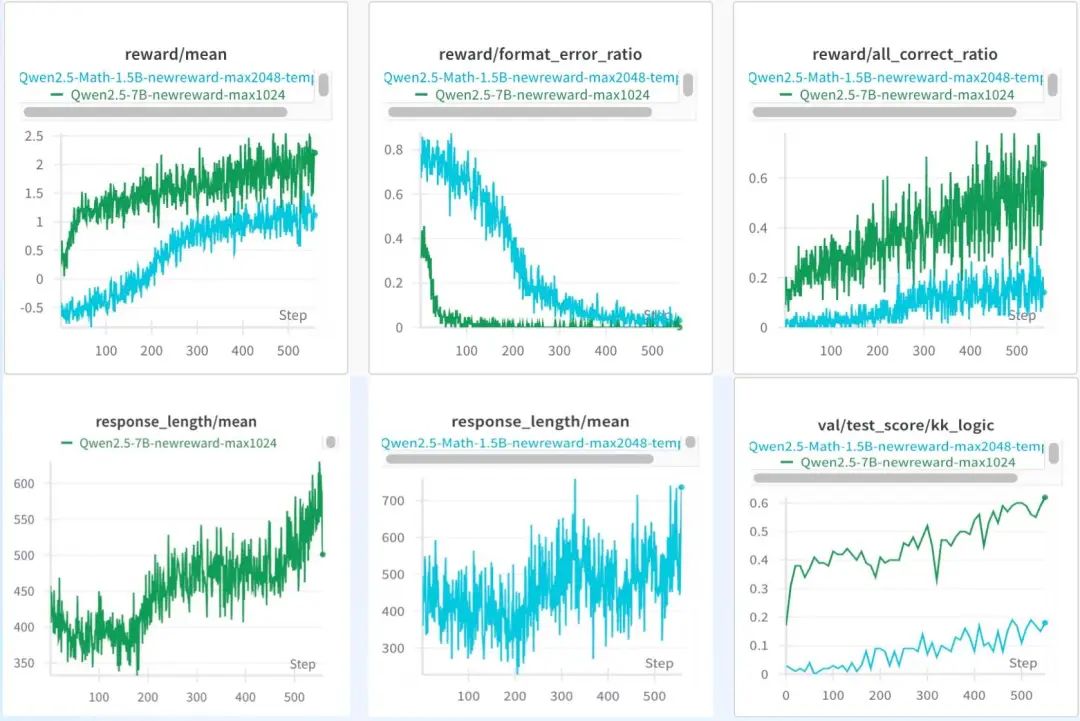 reward/mean
Qwen2.5-Math-1.5B-newreward-max2048-temp
Qwen2.5-7B-newreward-max1024
2.5
2
1.5
1
0.5
0
-0.5
Step
100 200 300 400 500
reward/format_error_ratio
Qwen2.5-Math-1.5B-newreward-max2048-temp
Qwen2.5-7B-newreward-max1024
0.8
0.6
0.4
0.2
0
Step
100 200 300 400 500
reward/all_correct_ratio
Qwen2.5-Math-1.5B-newreward-max2048-temp
Qwen2.5-7B-newreward-max1024
0.6
0.4
0.2
0
Step
100 200 300 400 500
response_length/mean
Qwen2.5-7B-newreward-max1024
600
550
500
450
400
350
Step
100 200 300 400 500
response_length/mean
Qwen2.5-Math-1.5B-newreward-max2048-temp
700
600
500
400
300
Step
100 200 300 400 500
val/test_score/kk_logic
Qwen2.5-Math-1.5B-newreward-max2048-temp
Qwen2.5-7B-newreward-max1024
0.6
0.5
0.4
0.3
0.2
0.1
0
Step
0 100 200 300 400 500